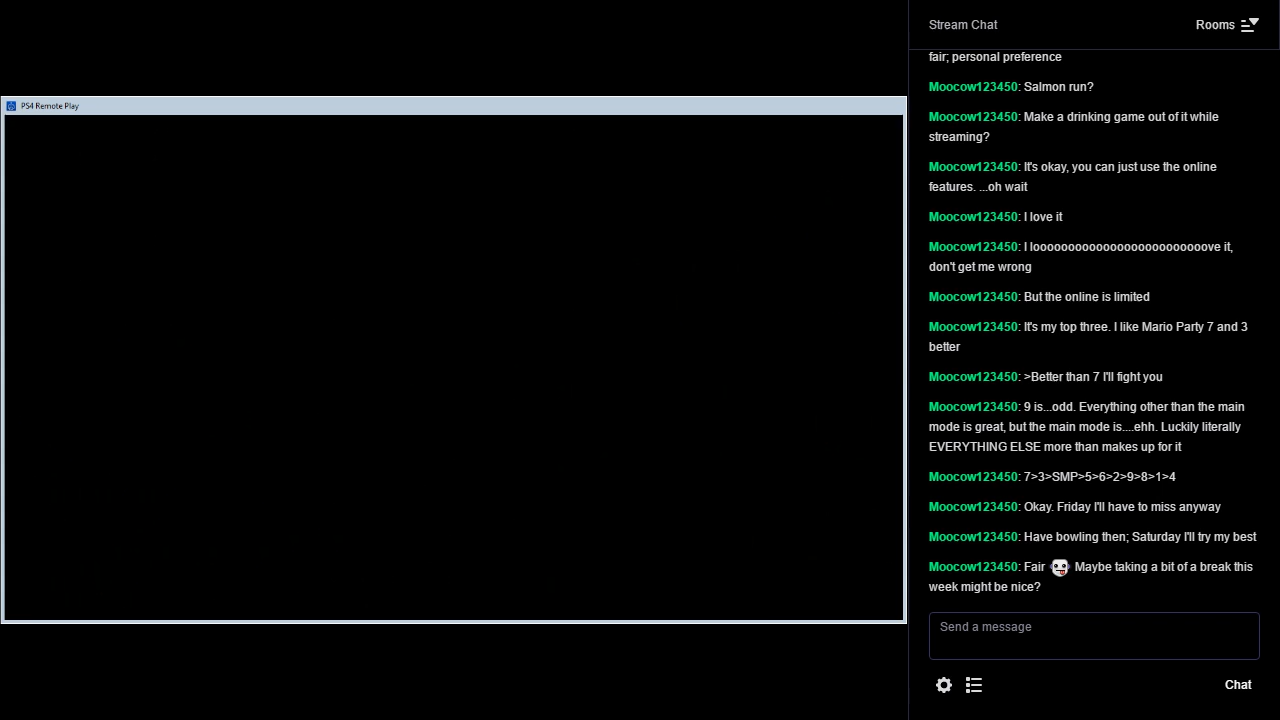 Stream Chat
Rooms
PS4 Remote Play
fair; personal preference
Moocow123450: Salmon run?
Moocow123450: Make a drinking game out of it while
streaming?
Moocow123450: It's okay, you can just use the online
features. ...oh wait
Moocow123450: I love it
Moocow123450: I looooooooooooooooooooooooove it,
don't get me wrong
Moocow123450: But the online is limited
Moocow123450: It's my top three. I like Mario Party 7 and 3
better
Moocow123450: >Better than 7 I'll fight you
Moocow123450: 9 is...odd. Everything other than the main
mode is great, but the main mode is....ehh. Luckily literally
EVERYTHING ELSE more than makes up for it
Moocow123450: 7>3>SMP>5>6>2>9>8>1>4
Moocow123450: Okay. Friday I'll have to miss anyway
Moocow123450: Have bowling then; Saturday I'll try my best
Moocow123450: Fair Maybe taking a bit of a break this
week might be nice?
Send a message
Chat